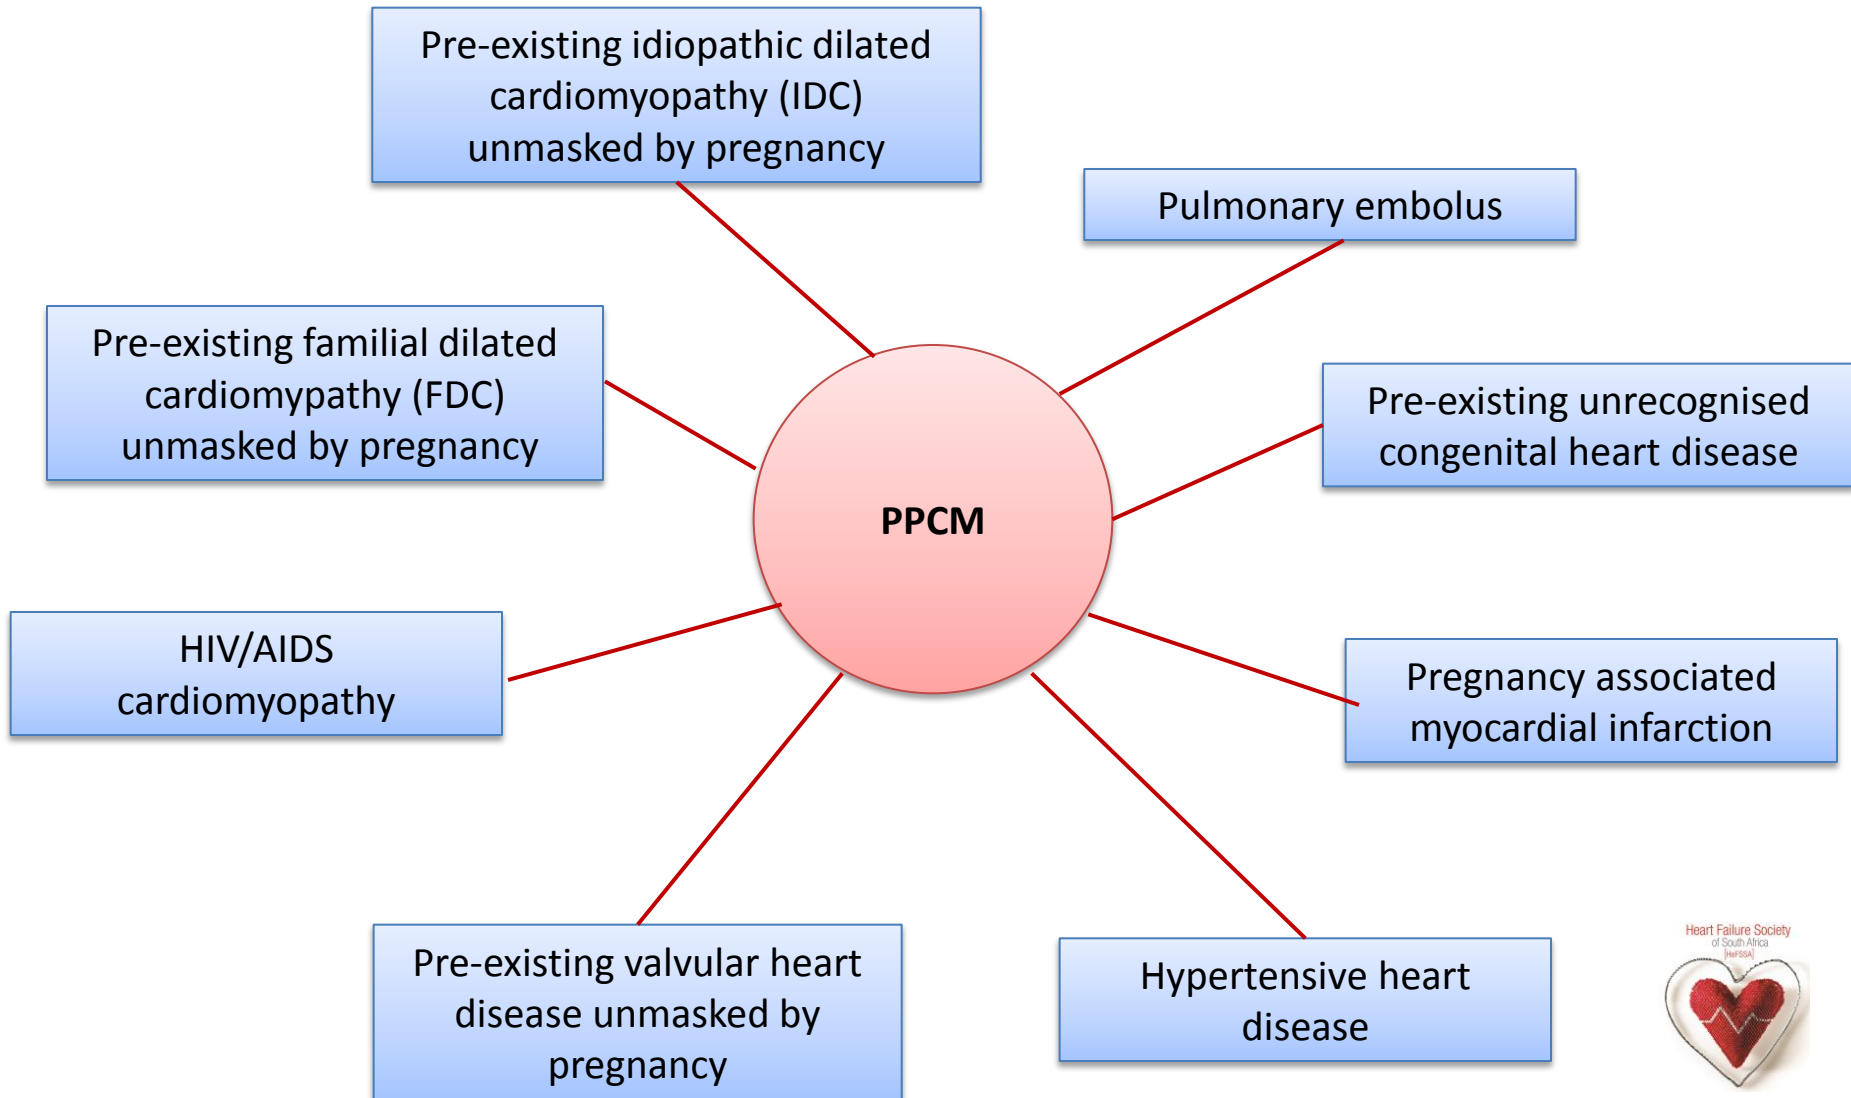 Pre-existing idiopathic dilated
cardiomyopathy (IDC)
unmasked by pregnancy
Pulmonary embolus
Pre-existing familial dilated
cardiomypathy (FDC)
unmasked by pregnancy
Pre-existing unrecognised
congenital heart disease
PPCM
HIV/AIDS
cardiomyopathy
Pregnancy associated
myocardial infarction
Pre-existing valvular heart
disease unmasked by
pregnancy
Hypertensive heart
disease
Heart Failure Society
of South Africa
[HeFSSA]